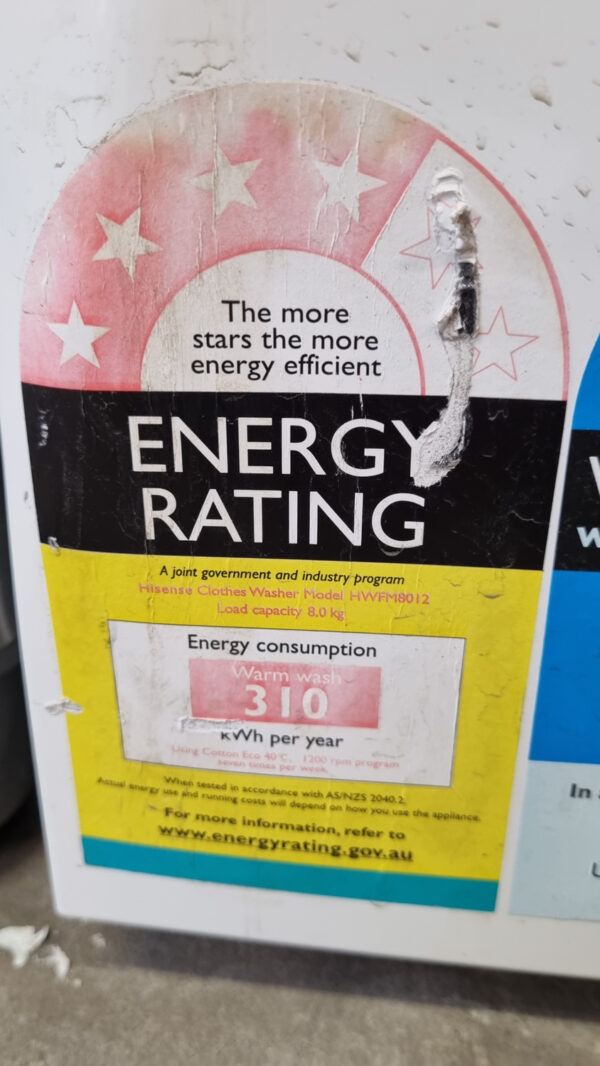 The more
stars the more
energy efficient
ENERGY
RATING
A joint government and industry program
Hisense Clothes Washer Model HWFM8012
Load capacity 8.0 kg
Energy consumption
Warm wash
310
kWh per year
Using Cotton Eco 40°C, 1200 rpm program
seven times per week
When tested in accordance with AS/NZS 2040.2.
Actual energy use and running costs will depend on how you use the appliance.
For more information, refer to
www.energyrating.gov.au
In